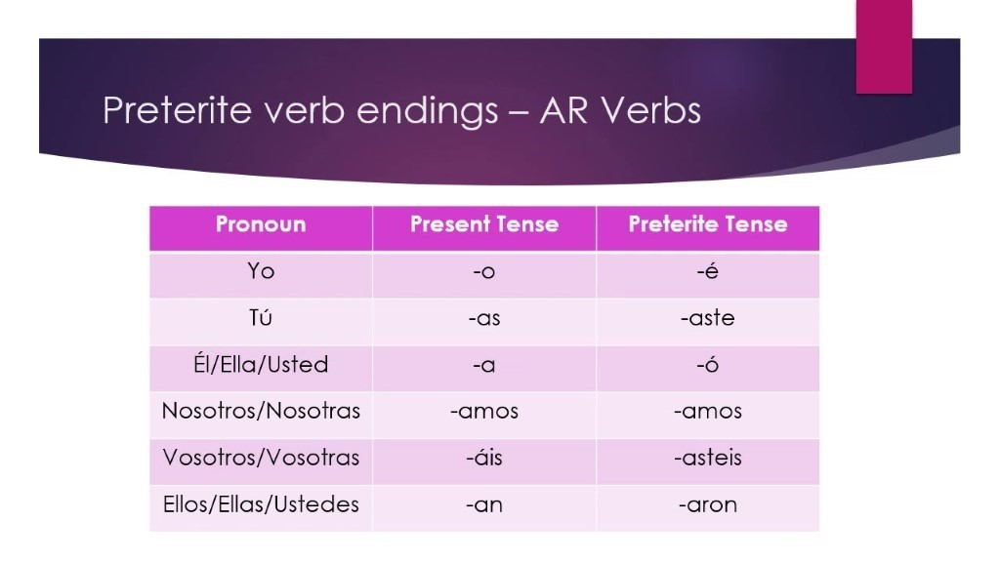 Preterite verb endings – AR Verbs
Pronoun Present Tense Preterite Tense
Yo -o -é
Tú -as -aste
Él/Ella/Usted -a -ó
Nosotros/Nosotras -amos -amos
Vosotros/Vosotras -áis -asteis
Ellos/Ellas/Ustedes -an -aron